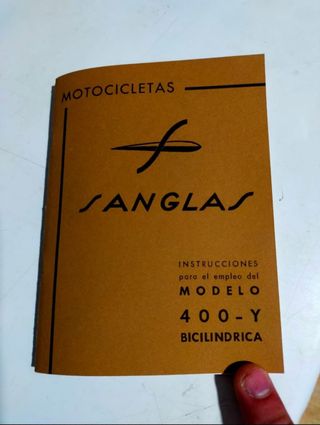 MOTOCICLETAS
SANGLAS
INSTRUCCIONES
para el empleo del
MODELO
400-Y
BICILINDRICA